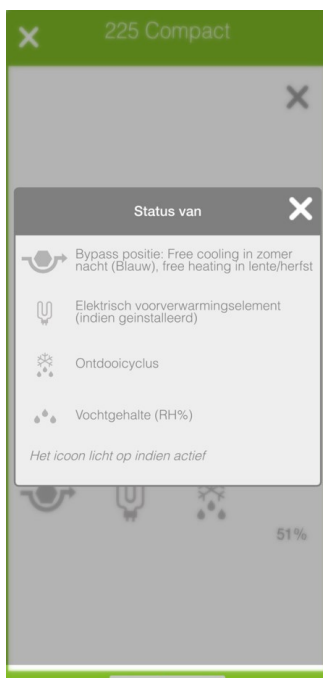 225 Compact
Status van
Bypass positie: Free cooling in zomer
nacht (Blauw), free heating in lente/herfst
Elektrisch voorverwarmingselement
(indien geinstalleerd)
Ontdooicyclus
Vochtgehalte (RH%)
Het icoon licht op indien actief
51%